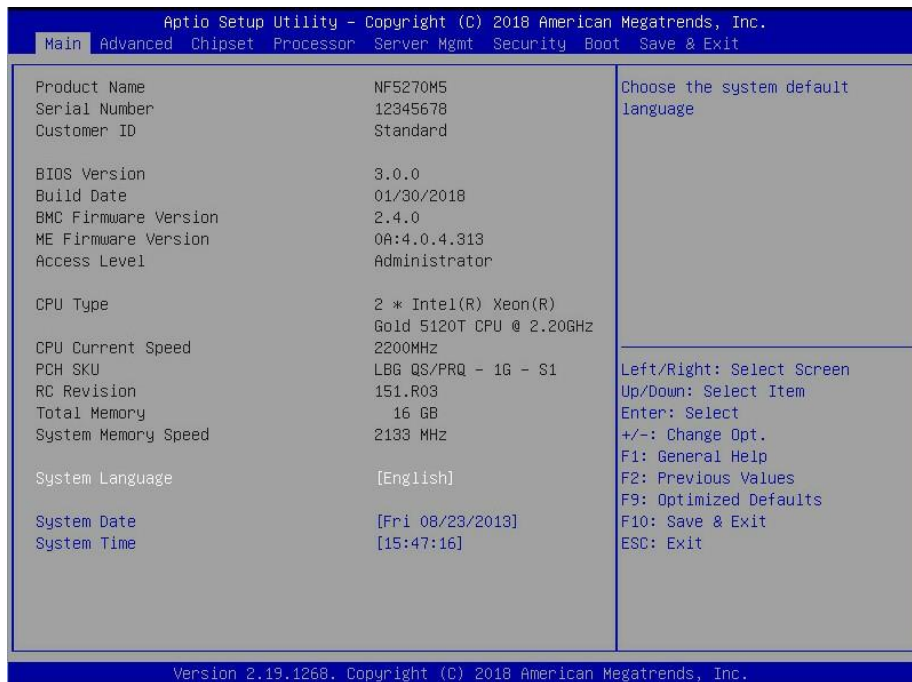 Aptio Setup Utility – Copyright (C) 2018 American Megatrends, Inc.
Main Advanced Chipset Processor Server Mgmt Security Boot Save & Exit
Product Name NF5270M5
Serial Number 12345678
Customer ID Standard
BIOS Version 3.0.0
Build Date 01/30/2018
BMC Firmware Version 2.4.0
ME Firmware Version 0A:4.0.4.313
Access Level Administrator
CPU Type 2 * Intel(R) Xeon(R)
Gold 5120T CPU @ 2.20GHz
CPU Current Speed 2200MHz
PCH SKU LBG QS/PRQ - 1G - S1
RC Revision 151.R03
Total Memory 16 GB
System Memory Speed 2133 MHz
System Language [English]
System Date [Fri 08/23/2013]
System Time [15:47:16]
Choose the system default
language
Left/Right: Select Screen
Up/Down: Select Item
Enter: Select
+/-: Change Opt.
F1: General Help
F2: Previous Values
F9: Optimized Defaults
F10: Save & Exit
ESC: Exit
Version 2.19.1268. Copyright (C) 2018 American Megatrends, Inc.